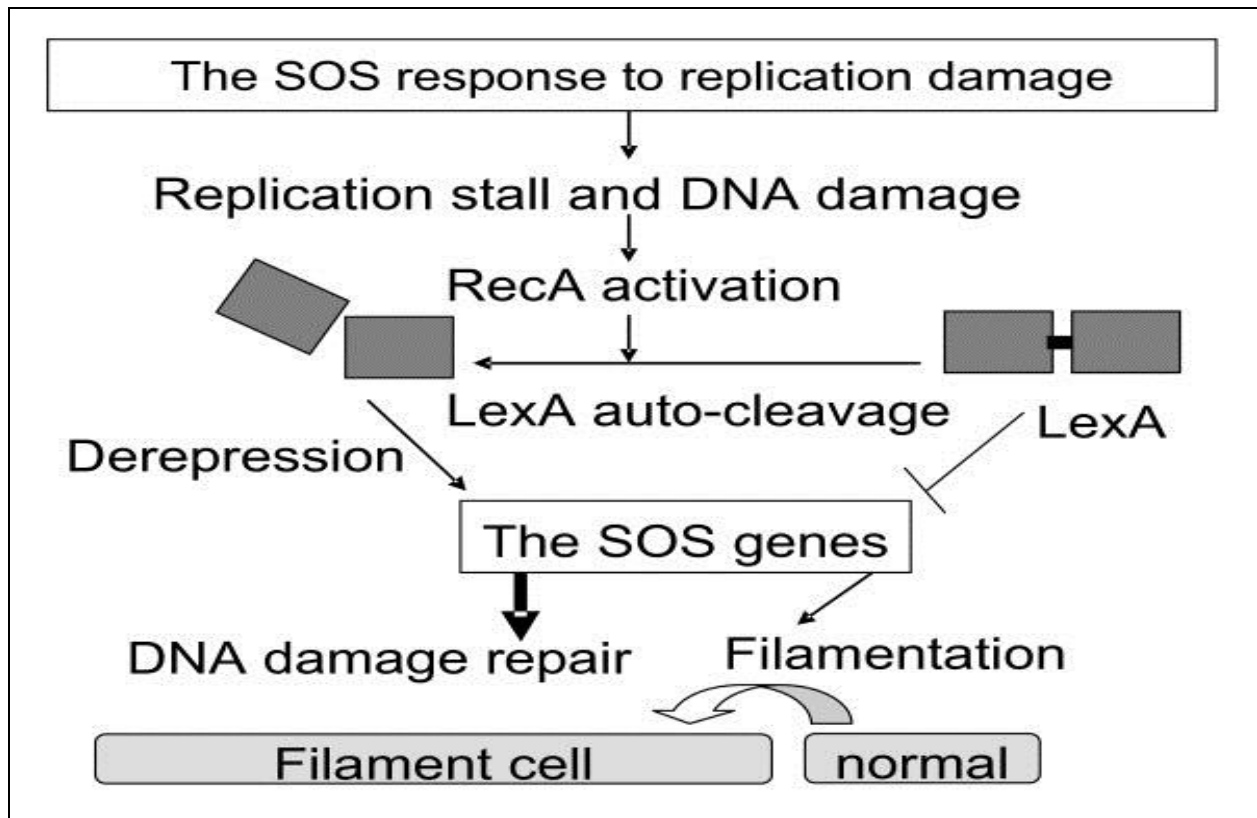 The SOS response to replication damage
Replication stall and DNA damage
RecA activation
LexA auto-cleavage
LexA
Derepression
The SOS genes
DNA damage repair
Filamentation
Filament cell
normal